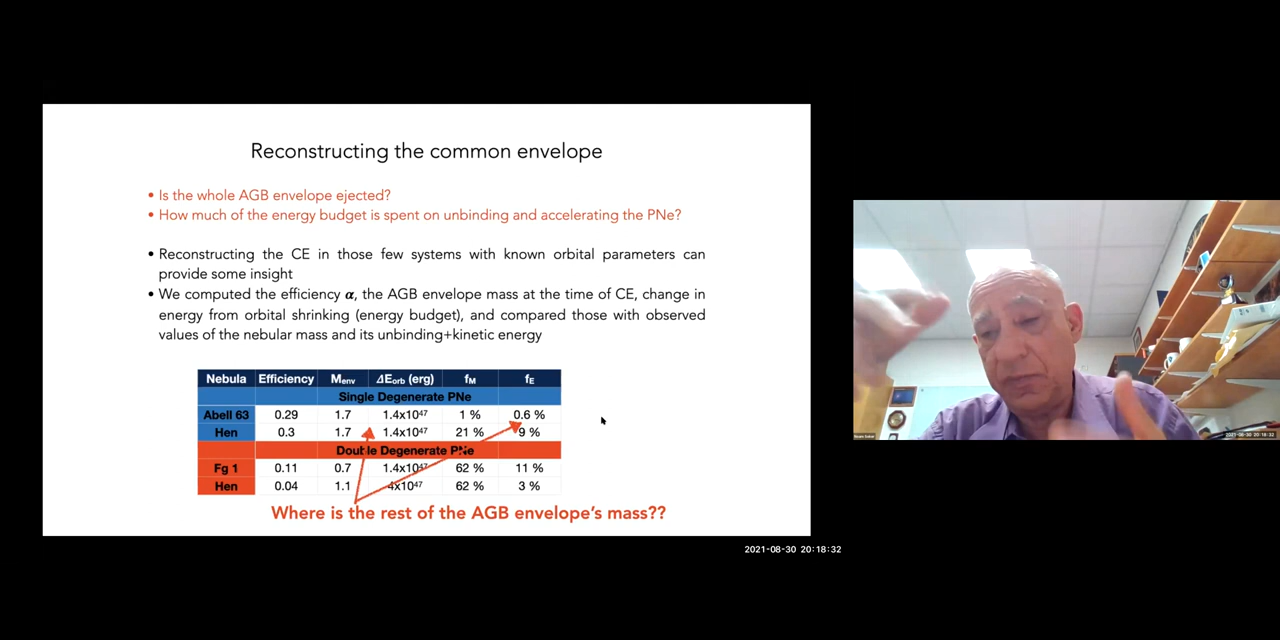 Reconstructing the common envelope
• Is the whole AGB envelope ejected?
• How much of the energy budget is spent on unbinding and accelerating the PNe?
• Reconstructing the CE in those few systems with known orbital parameters can
provide some insight
• We computed the efficiency α, the AGB envelope mass at the time of CE, change in
energy from orbital shrinking (energy budget), and compared those with observed
values of the nebular mass and its unbinding+kinetic energy
Nebula Efficiency Menv ΔEorb (erg) fM fE
Single Degenerate PNe
Abell 63 0.29 1.7 1.4x10⁴⁷ 1 % 0.6 %
Hen 0.3 1.7 1.4x10⁴⁷ 21 % 9 %
Double Degenerate PNe
Fg 1 0.11 0.7 1.4x10⁴⁷ 62 % 11 %
Hen 0.04 1.1 4x10⁴⁷ 62 % 3 %
Where is the rest of the AGB envelope's mass??
2021-08-30 20:18:32
2021-08-30 20:18:32